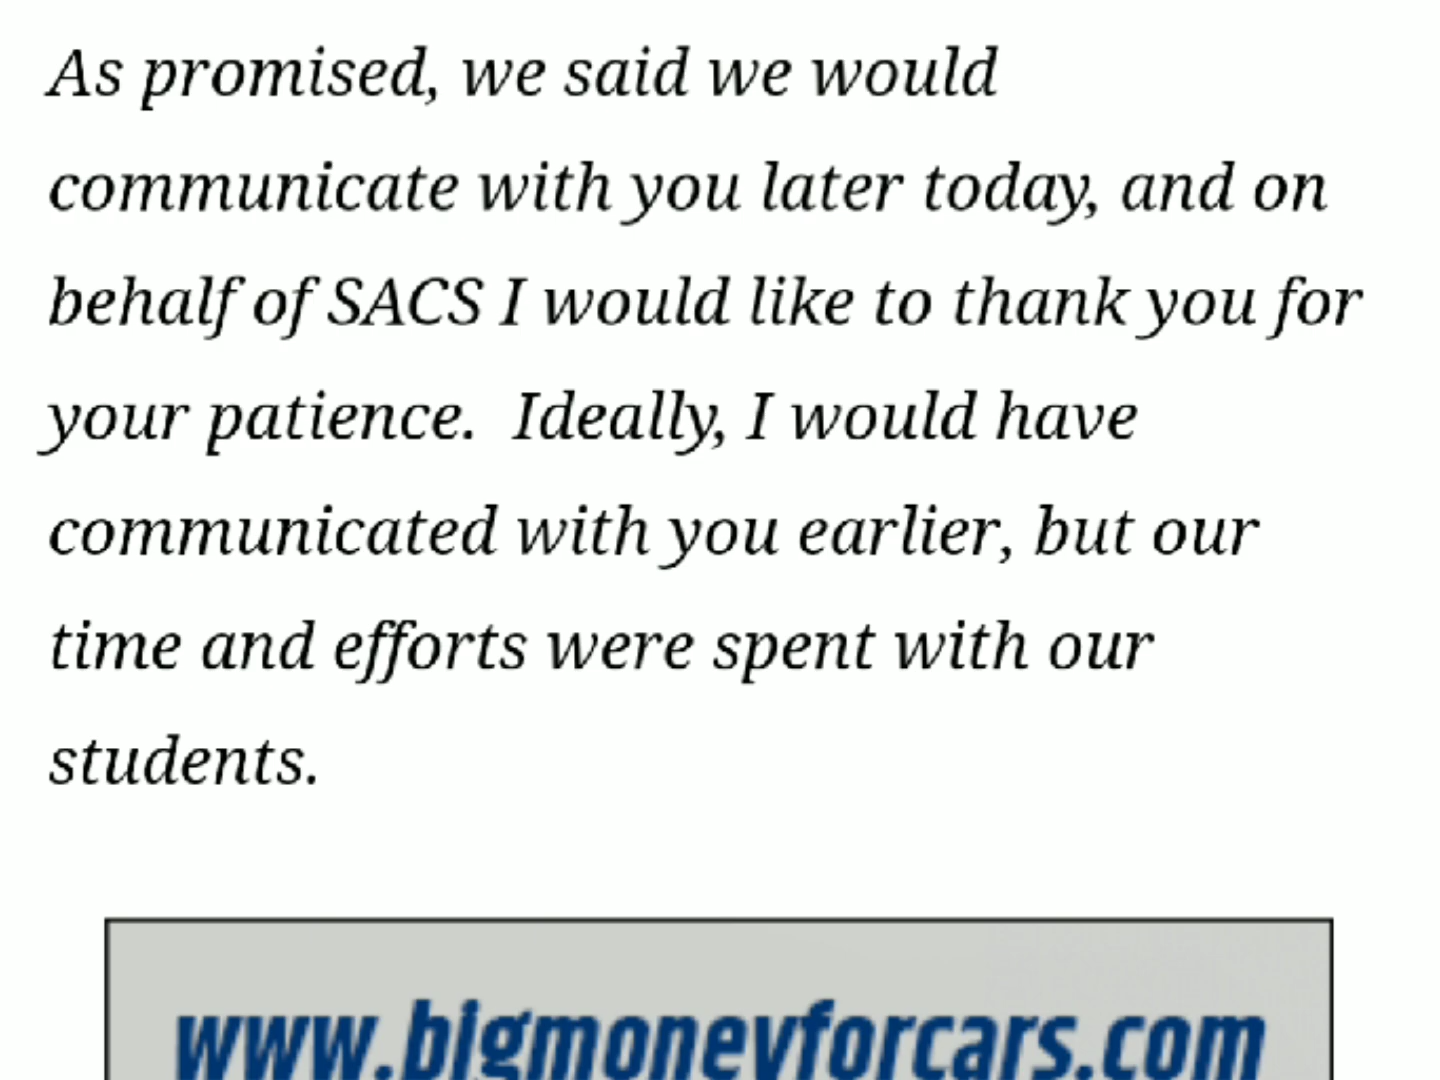 As promised, we said we would
communicate with you later today, and on
behalf of SACS I would like to thank you for
your patience.  Ideally, I would have
communicated with you earlier, but our
time and efforts were spent with our
students.
www.bigmoneyforcars.com